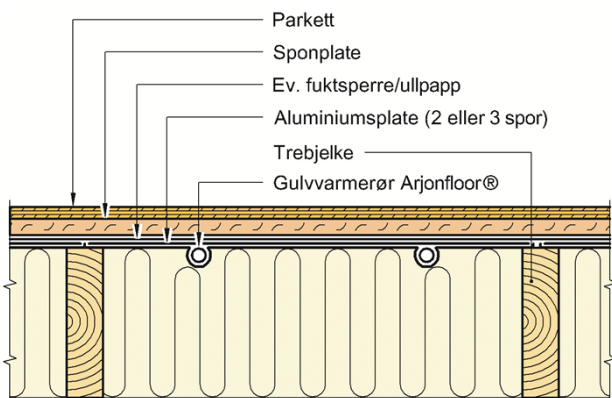 Parkett
Sponplate
Ev. fuktsperre/ullpapp
Aluminiumsplate (2 eller 3 spor)
Trebjelke
Gulvvarmerør Arjonfloor®